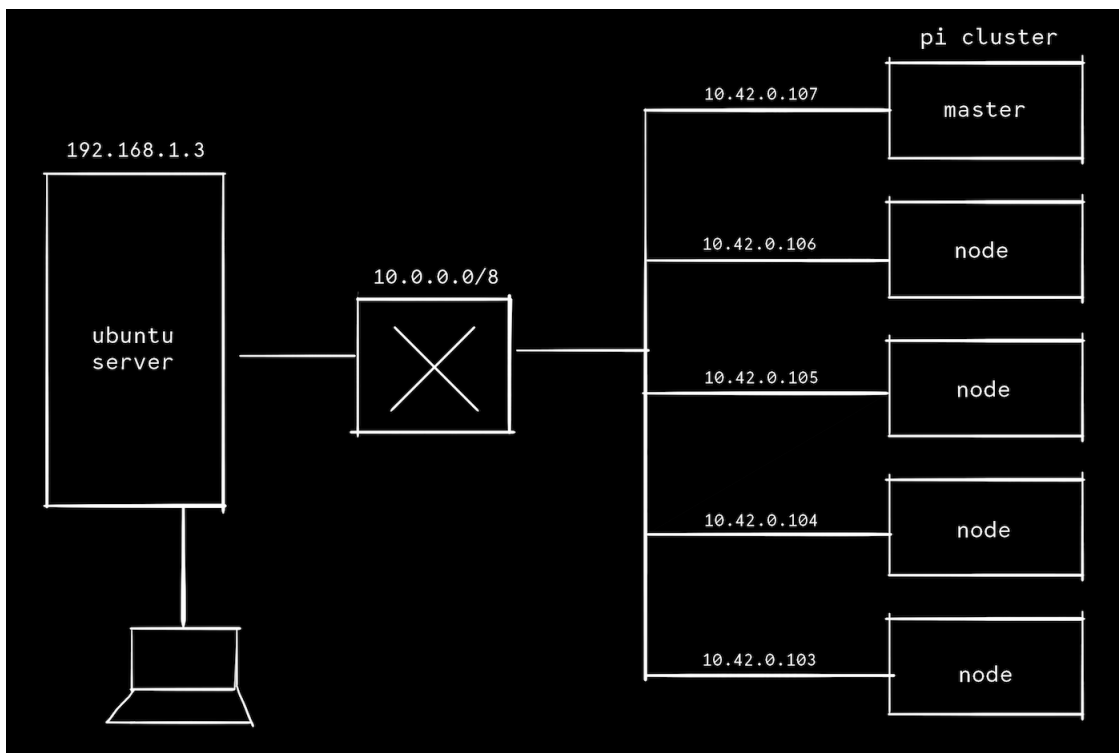 pi cluster
10.42.0.107
master
192.168.1.3
10.42.0.106
node
10.0.0.0/8
ubuntu
server
10.42.0.105
node
10.42.0.104
node
10.42.0.103
node